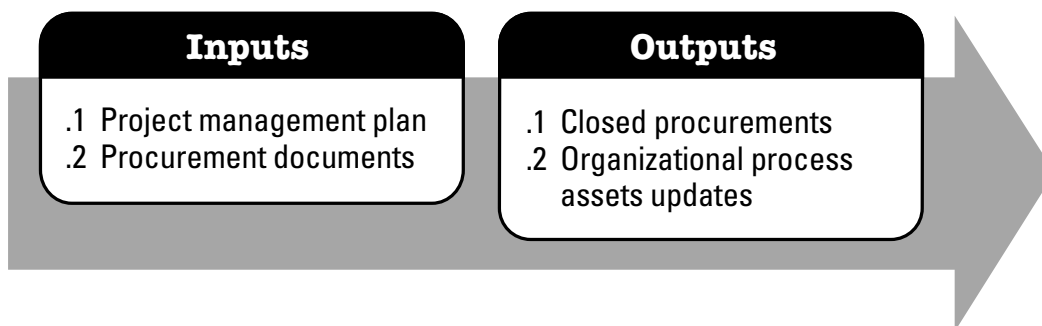 Inputs
.1 Project management plan
.2 Procurement documents
Outputs
.1 Closed procurements
.2 Organizational process
assets updates